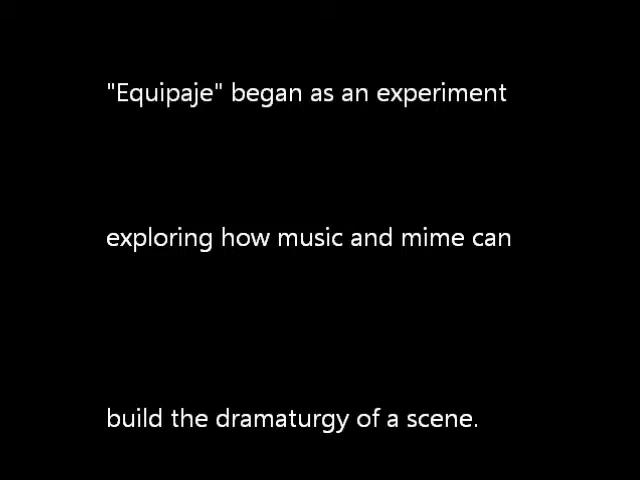 "Equipaje" began as an experiment
exploring how music and mime can
build the dramaturgy of a scene.